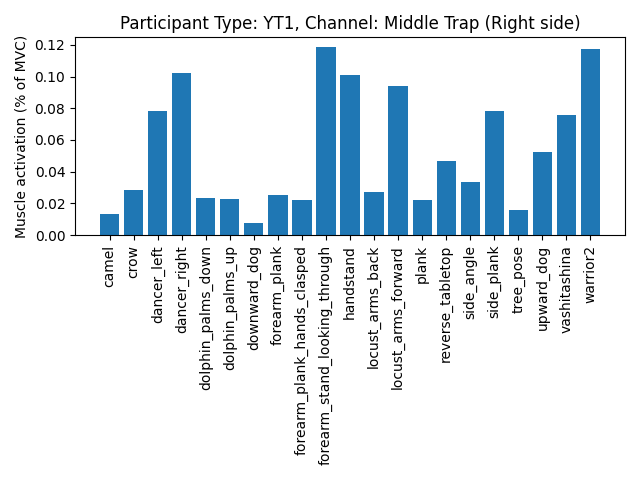 Participant Type: YT1, Channel: Middle Trap (Right side)
Muscle activation (% of MVC)
0.12
0.10
0.08
0.06
0.04
0.02
0.00
camel
crow
dancer_left
dancer_right
dolphin_palms_down
dolphin_palms_up
downward_dog
forearm_plank
forearm_plank_hands_clasped
forearm_stand_looking_through
handstand
locust_arms_back
locust_arms_forward
plank
reverse_tabletop
side_angle
side_plank
tree_pose
upward_dog
vashitashina
warrior2